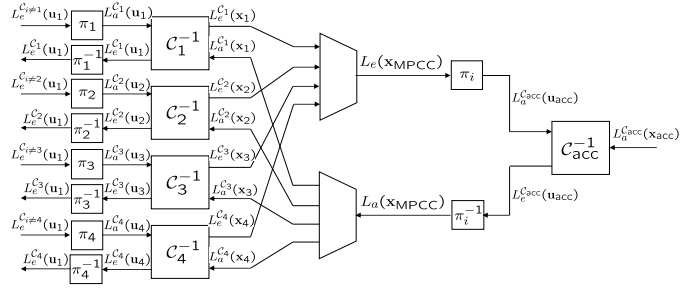 L_e^{C_{i≠1}}(u_1) π_1 L_a^{C_1}(u_1) C_1^{-1} L_e^{C_1}(x_1)
L_e^{C_1}(u_1) π_1^{-1} L_e^{C_1}(u_1) L_a^{C_1}(x_1)
L_e^{C_{i≠2}}(u_1) π_2 L_a^{C_2}(u_2) C_2^{-1} L_e^{C_2}(x_2)
L_e^{C_2}(u_1) π_2^{-1} L_e^{C_2}(u_2) L_a^{C_2}(x_2)
L_e^{C_{i≠3}}(u_1) π_3 L_a^{C_3}(u_3) C_3^{-1} L_e^{C_3}(x_3)
L_e^{C_3}(u_1) π_3^{-1} L_e^{C_3}(u_3) L_a^{C_3}(x_3)
L_e^{C_{i≠4}}(u_1) π_4 L_a^{C_4}(u_4) C_4^{-1} L_e^{C_4}(x_4)
L_e^{C_4}(u_1) π_4^{-1} L_e^{C_4}(u_4) L_a^{C_4}(x_4)
L_e(x_MPCC) π_i
L_a^{C_acc}(u_acc)
C_acc^{-1} L_a^{C_acc}(x_acc)
L_e^{C_acc}(u_acc)
L_a(x_MPCC) π_i^{-1}